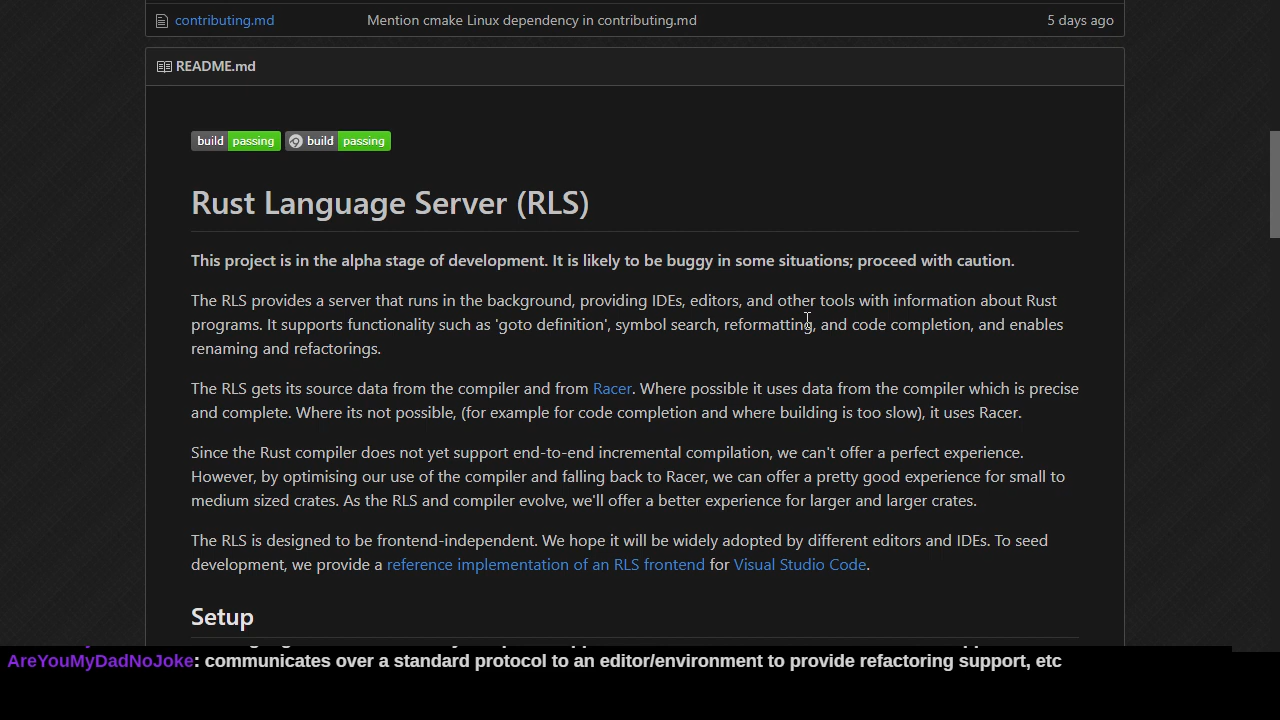 contributing.md Mention cmake Linux dependency in contributing.md 5 days ago
README.md
build passing build passing
Rust Language Server (RLS)
This project is in the alpha stage of development. It is likely to be buggy in some situations; proceed with caution.
The RLS provides a server that runs in the background, providing IDEs, editors, and other tools with information about Rust
programs. It supports functionality such as 'goto definition', symbol search, reformatting, and code completion, and enables
renaming and refactorings.
The RLS gets its source data from the compiler and from Racer. Where possible it uses data from the compiler which is precise
and complete. Where its not possible, (for example for code completion and where building is too slow), it uses Racer.
Since the Rust compiler does not yet support end-to-end incremental compilation, we can't offer a perfect experience.
However, by optimising our use of the compiler and falling back to Racer, we can offer a pretty good experience for small to
medium sized crates. As the RLS and compiler evolve, we'll offer a better experience for larger and larger crates.
The RLS is designed to be frontend-independent. We hope it will be widely adopted by different editors and IDEs. To seed
development, we provide a reference implementation of an RLS frontend for Visual Studio Code.
Setup
AreYouMyDadNoJoke: communicates over a standard protocol to an editor/environment to provide refactoring support, etc